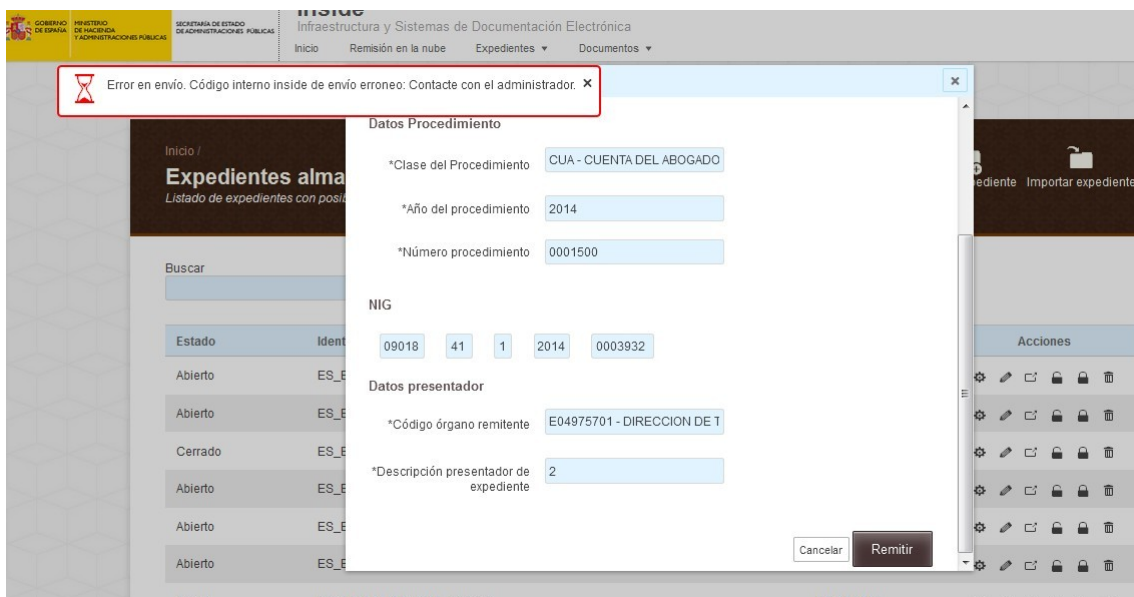 Inside
GOBIERNO DE ESPAÑA
MINISTERIO DE HACIENDA Y ADMINISTRACIONES PÚBLICAS
SECRETARÍA DE ESTADO DE ADMINISTRACIONES PÚBLICAS
Infraestructura y Sistemas de Documentación Electrónica
Inicio Remisión en la nube Expedientes Documentos
Error en envío. Código interno inside de envío erroneo: Contacte con el administrador. ×
Inicio /
Expedientes alma
Listado de expedientes con posib
ediente Importar expediente
Datos Procedimiento
*Clase del Procedimiento CUA - CUENTA DEL ABOGADO
*Año del procedimiento 2014
*Número procedimiento 0001500
Buscar
NIG
09018 41 1 2014 0003932
Estado Ident Acciones
Abierto ES_E
Abierto ES_E
Cerrado ES_E
Abierto ES_E
Abierto ES_E
Abierto ES_E
Datos presentador
*Código órgano remitente E04975701 - DIRECCION DE T
*Descripción presentador de expediente 2
Cancelar Remitir